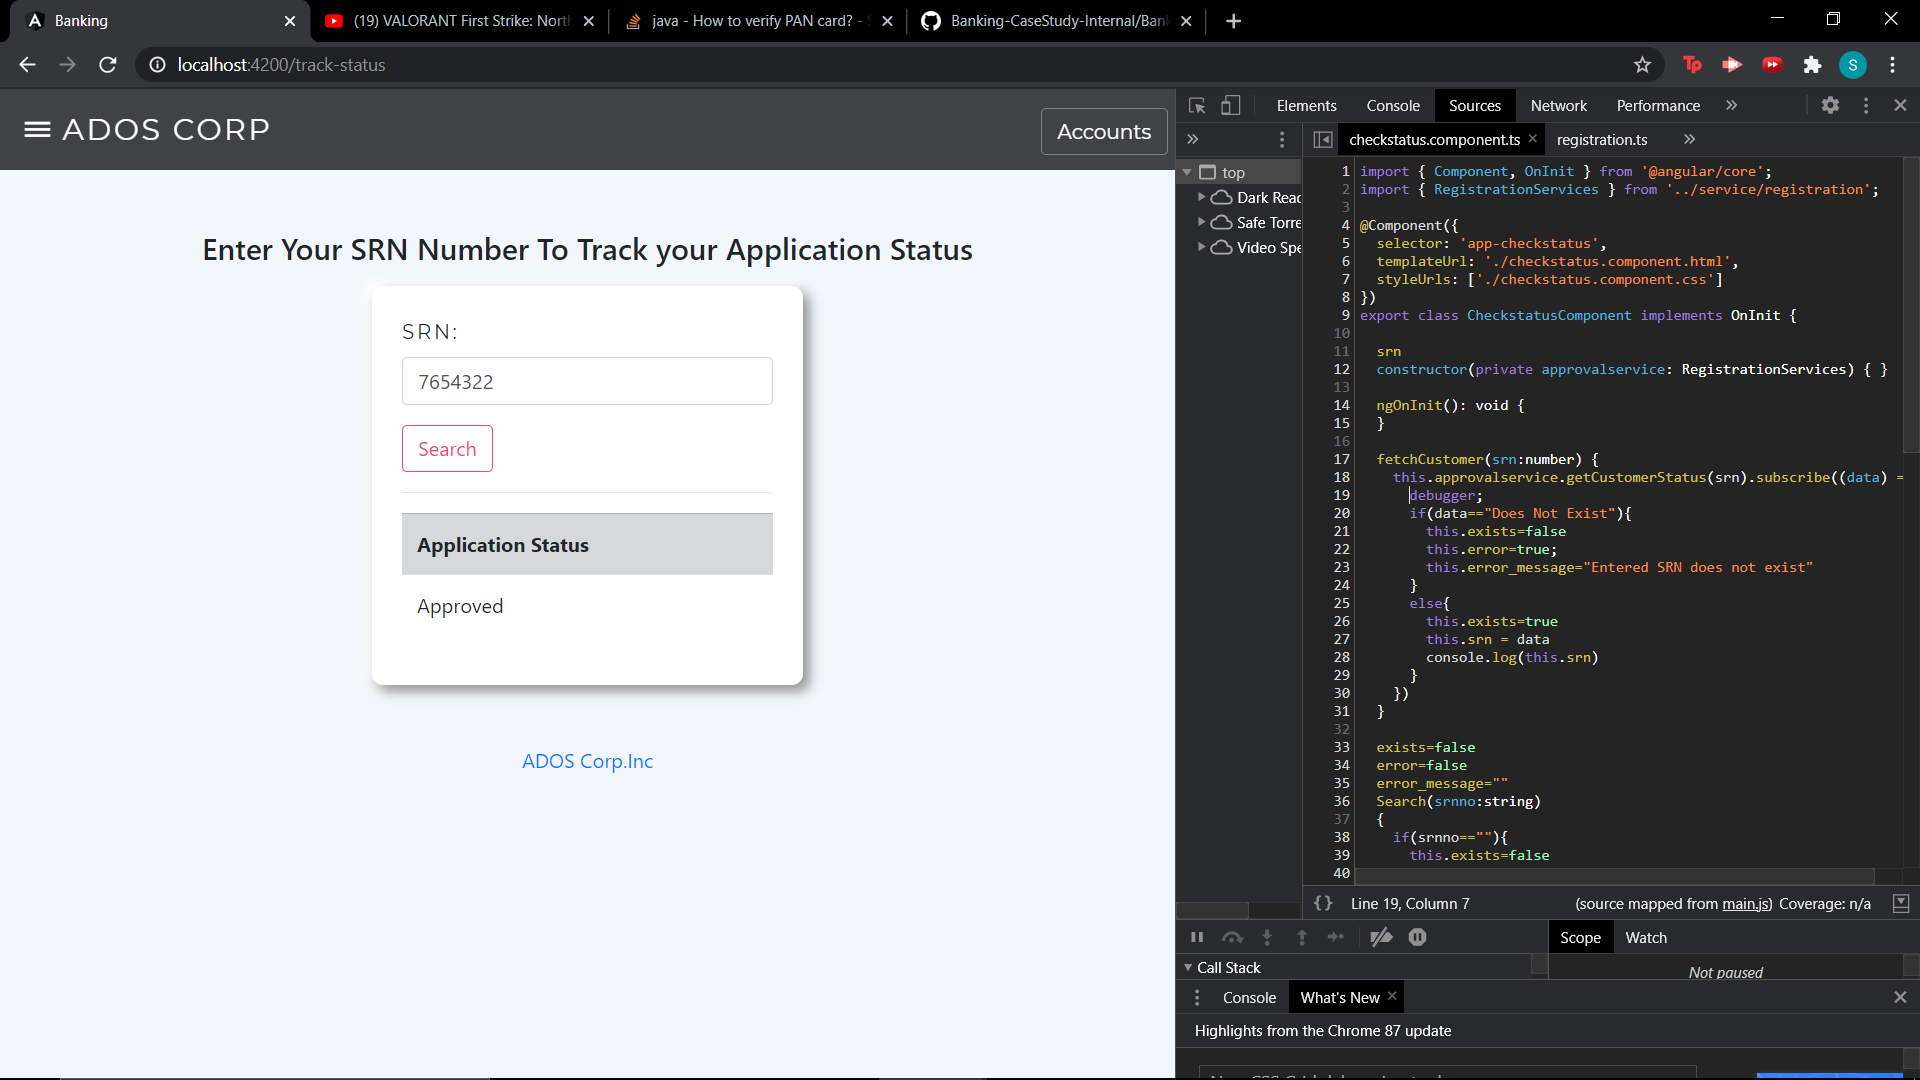 Banking
(19) VALORANT First Strike: Nort
java - How to verify PAN card? - S
Banking-CaseStudy-Internal/Bank
localhost:4200/track-status
S
ADOS CORP
Accounts
Enter Your SRN Number To Track your Application Status
SRN:
7654322
Search
Application Status
Approved
ADOS Corp.Inc
Elements Console Sources Network Performance
top
Dark Read
Safe Torre
Video Spe
checkstatus.component.ts registration.ts
1 import { Component, OnInit } from '@angular/core';
2 import { RegistrationServices } from '../service/registration';
3
4 @Component({
5 selector: 'app-checkstatus',
6 templateUrl: './checkstatus.component.html',
7 styleUrls: ['./checkstatus.component.css']
8 })
9 export class CheckstatusComponent implements OnInit {
10
11 srn
12 constructor(private approvalservice: RegistrationServices) { }
13
14 ngOnInit(): void {
15 }
16
17 fetchCustomer(srn:number) {
18 this.approvalservice.getCustomerStatus(srn).subscribe((data) =
19 debugger;
20 if(data=="Does Not Exist"){
21 this.exists=false
22 this.error=true;
23 this.error_message="Entered SRN does not exist"
24 }
25 else{
26 this.exists=true
27 this.srn = data
28 console.log(this.srn)
29 }
30 })
31 }
32
33 exists=false
34 error=false
35 error_message=""
36 Search(srnno:string)
37 {
38 if(srnno==""){
39 this.exists=false
40
{} Line 19, Column 7 (source mapped from main.js) Coverage: n/a
Scope Watch
Call Stack
Not paused
Console What's New
Highlights from the Chrome 87 update